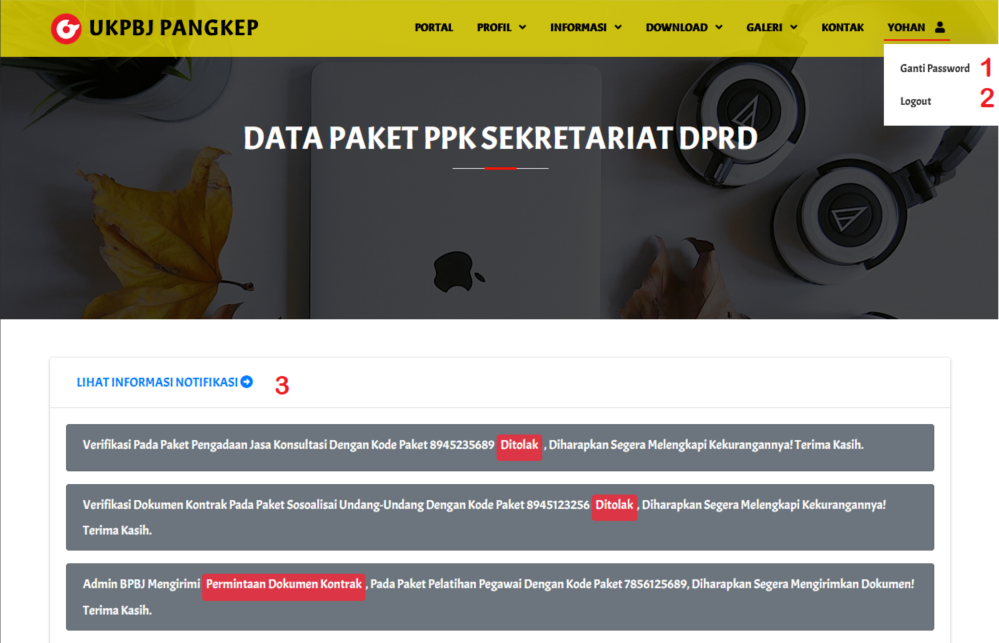 UKPBJ PANGKEP
PORTAL PROFIL INFORMASI DOWNLOAD GALERI KONTAK YOHAN
Ganti Password 1
Logout 2
DATA PAKET PPK SEKRETARIAT DPRD
LIHAT INFORMASI NOTIFIKASI 3
Verifikasi Pada Paket Pengadaan Jasa Konsultasi Dengan Kode Paket 8945235689 Ditolak , Diharapkan Segera Melengkapi Kekurangannya! Terima Kasih.
Verifikasi Dokumen Kontrak Pada Paket Sosoalisai Undang-Undang Dengan Kode Paket 8945123256 Ditolak , Diharapkan Segera Melengkapi Kekurangannya!
Terima Kasih.
Admin BPBJ Mengirimi Permintaan Dokumen Kontrak , Pada Paket Pelatihan Pegawai Dengan Kode Paket 7856125689, Diharapkan Segera Mengirimkan Dokumen!
Terima Kasih.